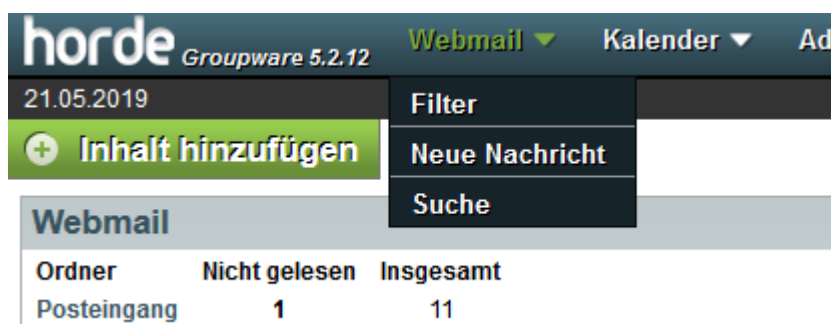 horde Groupware 5.2.12 Webmail Kalender Ad
21.05.2019
Filter
Inhalt hinzufügen
Neue Nachricht
Suche
Webmail
Ordner Nicht gelesen Insgesamt
Posteingang 1 11